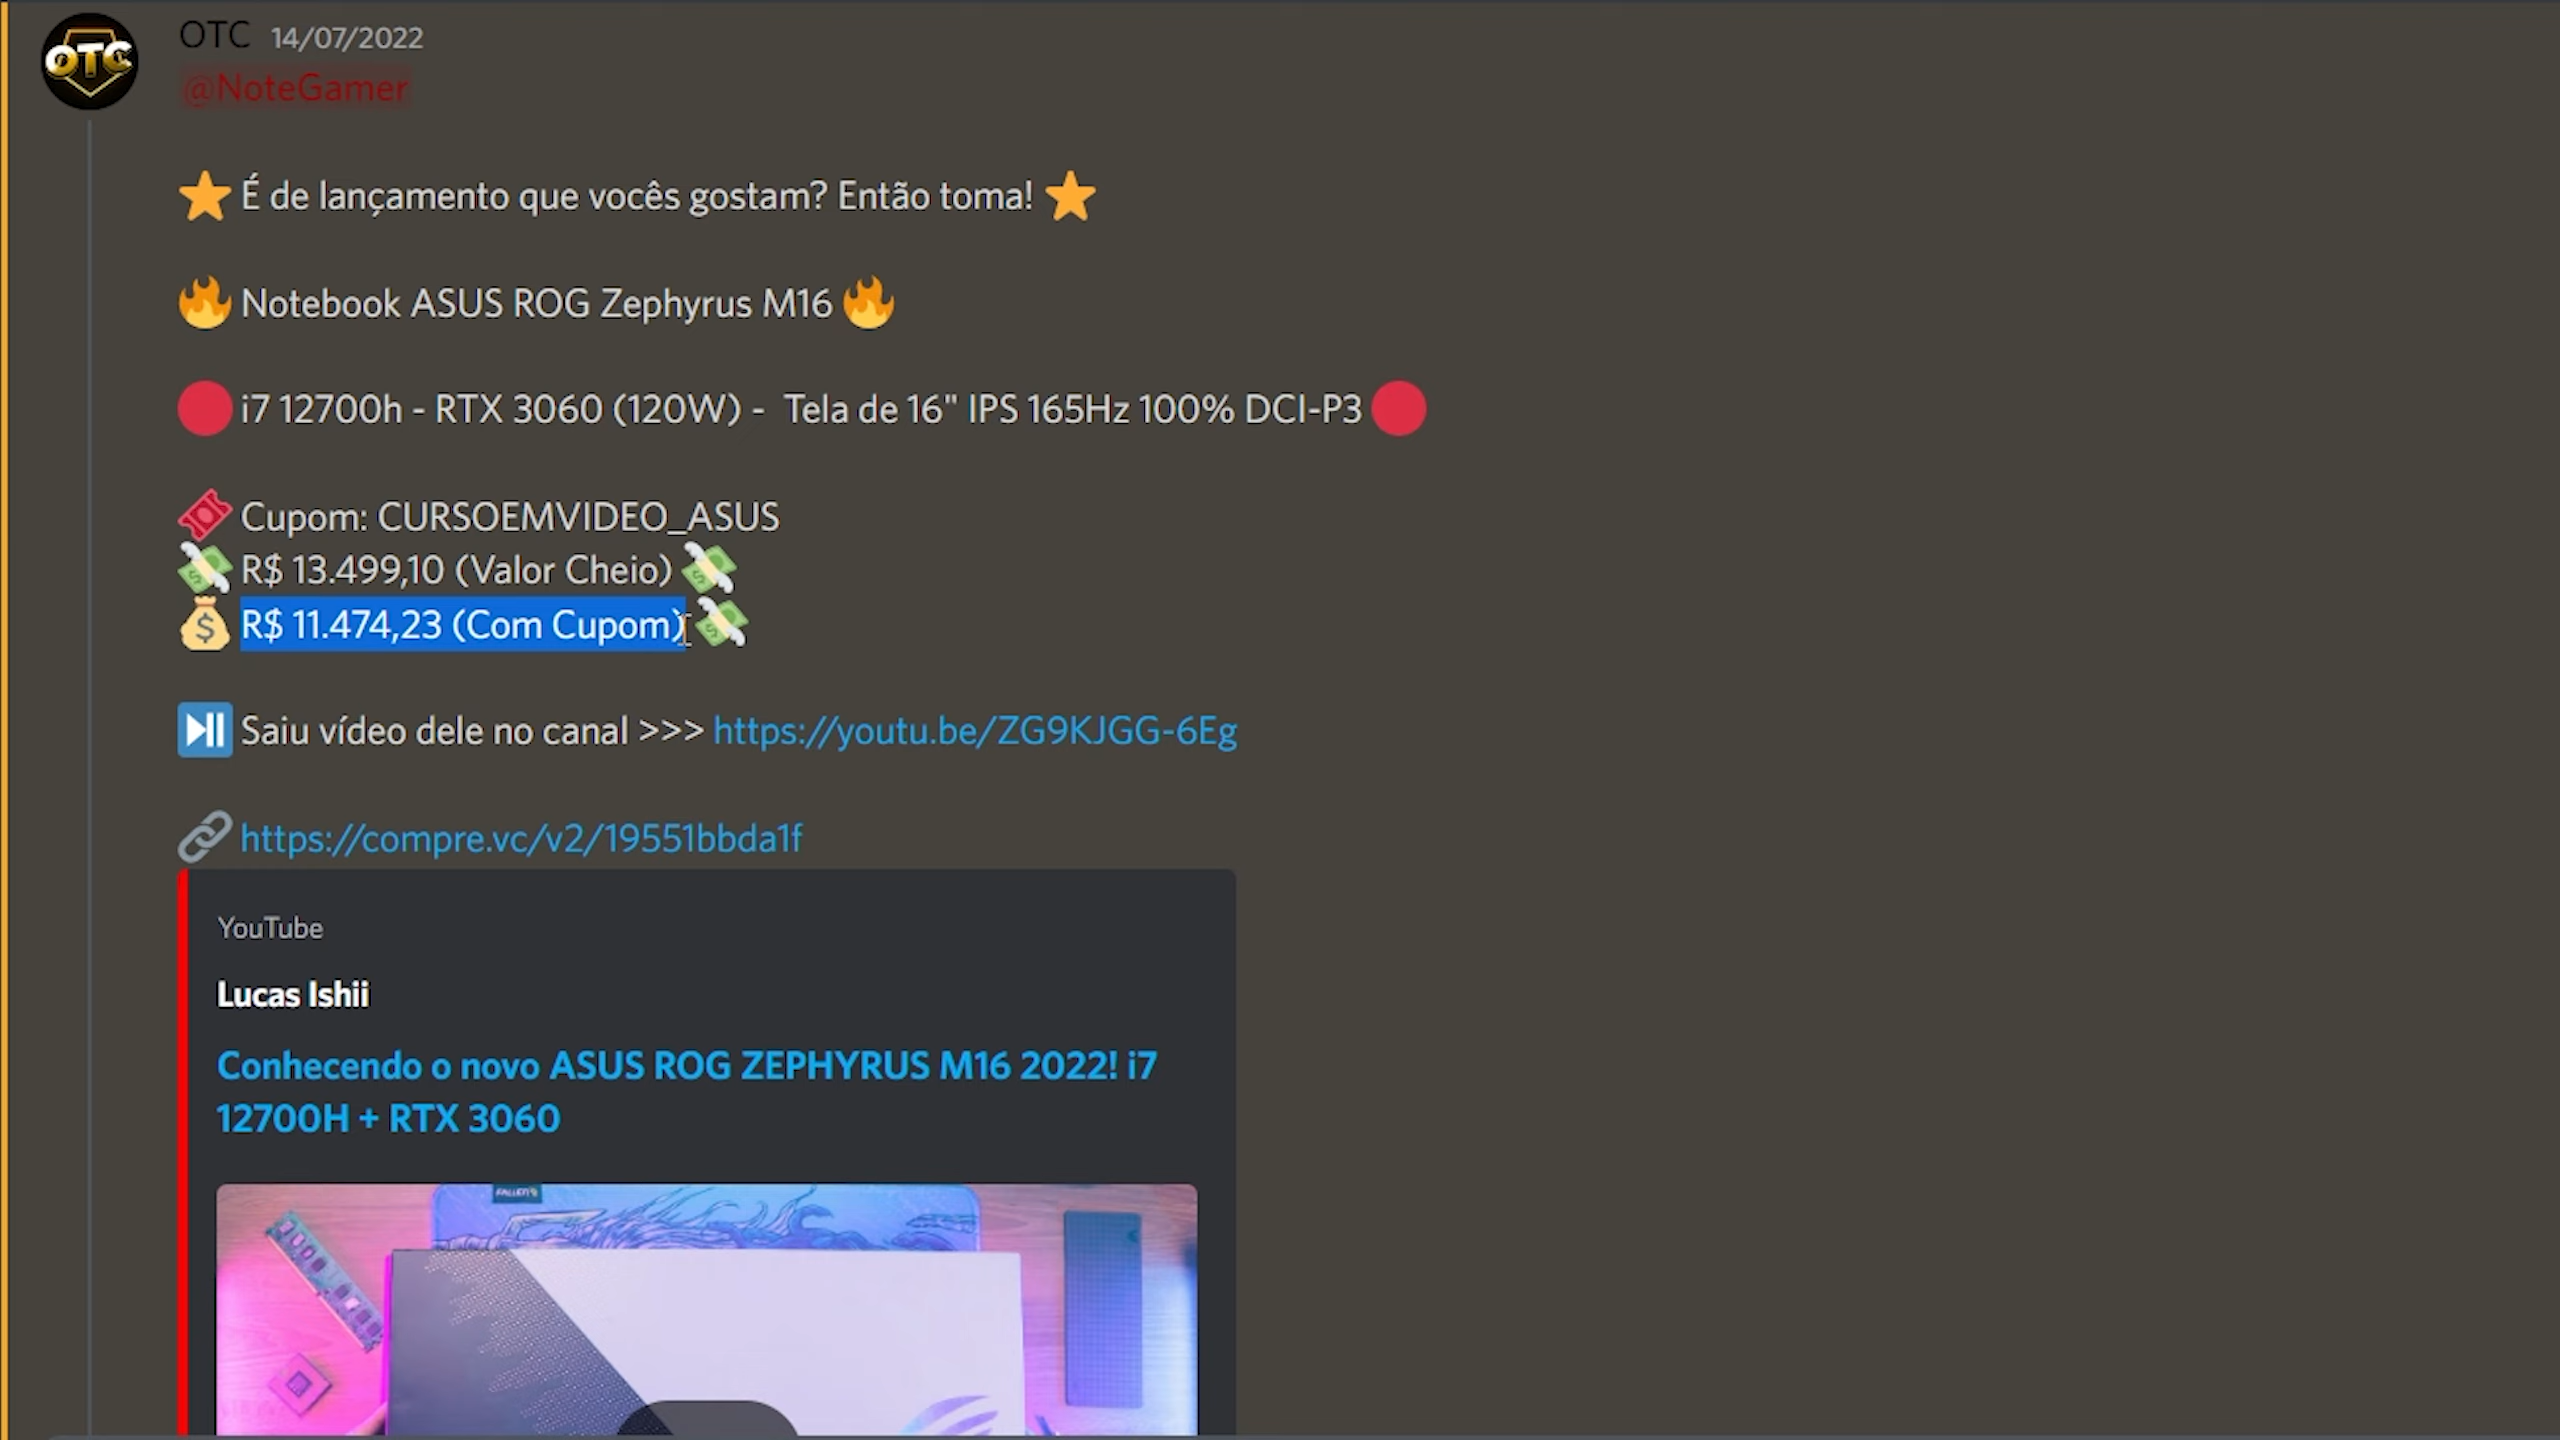 OTC
OTC 14/07/2022
@NoteGamer
É de lançamento que vocês gostam? Então toma!
Notebook ASUS ROG Zephyrus M16
i7 12700h - RTX 3060 (120W) -  Tela de 16" IPS 165Hz 100% DCI-P3
Cupom: CURSOEMVIDEO_ASUS
R$ 13.499,10 (Valor Cheio)
R$ 11.474,23 (Com Cupom)
Saiu vídeo dele no canal >>> https://youtu.be/ZG9KJGG-6Eg
https://compre.vc/v2/19551bbda1f
YouTube
Lucas Ishii
Conhecendo o novo ASUS ROG ZEPHYRUS M16 2022! i7
12700H + RTX 3060
FALLEN